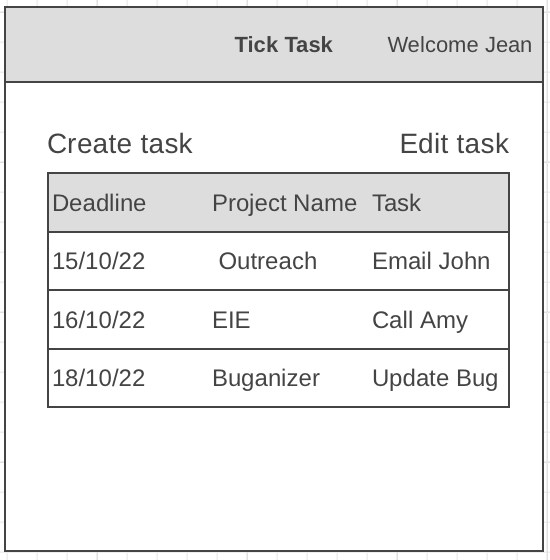 Tick Task Welcome Jean
Create task Edit task
Deadline Project Name Task
15/10/22 Outreach Email John
16/10/22 EIE Call Amy
18/10/22 Buganizer Update Bug